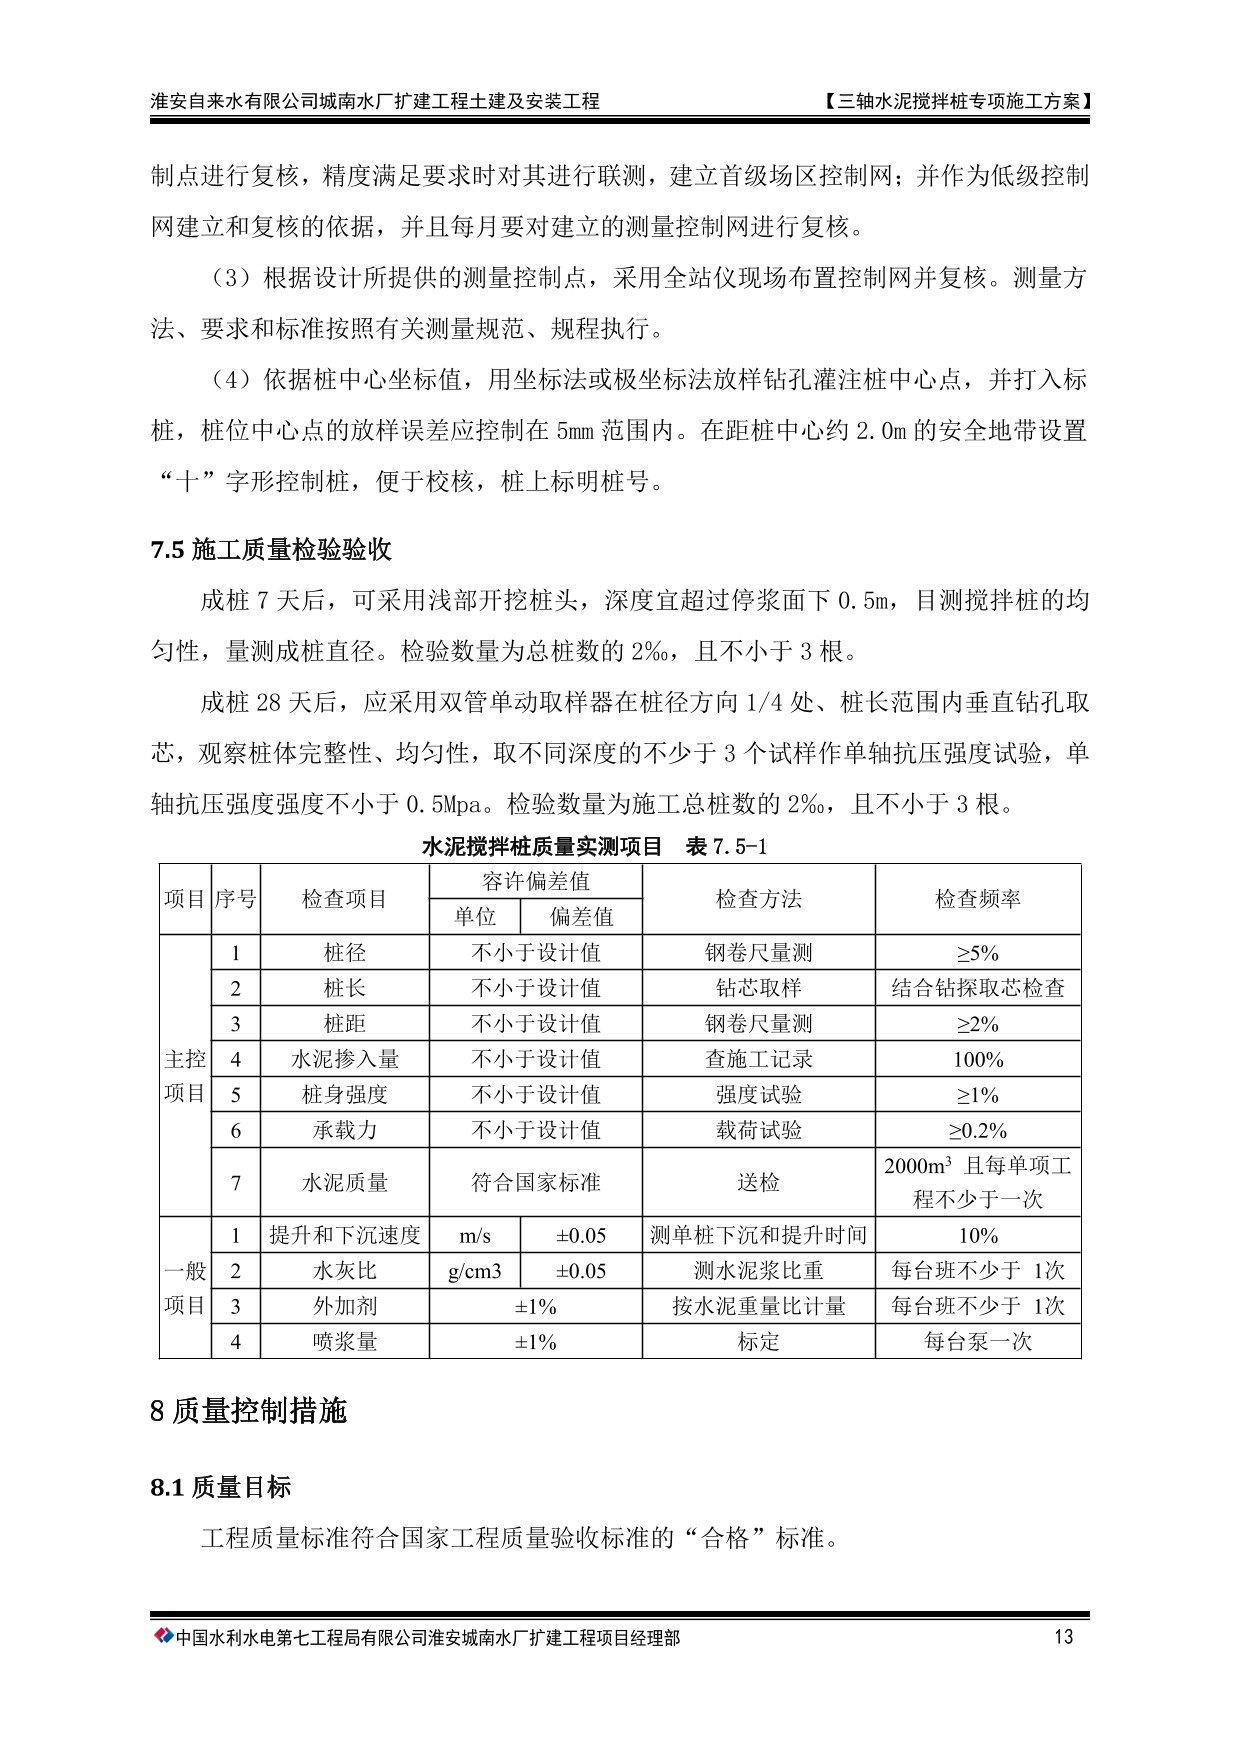 淮安自来水有限公司城南水厂扩建工程土建及安装工程 【三轴水泥搅拌桩专项施工方案】
制点进行复核，精度满足要求时对其进行联测，建立首级场区控制网；并作为低级控制
网建立和复核的依据，并且每月要对建立的测量控制网进行复核。
（3）根据设计所提供的测量控制点，采用全站仪现场布置控制网并复核。测量方
法、要求和标准按照有关测量规范、规程执行。
（4）依据桩中心坐标值，用坐标法或极坐标法放样钻孔灌注桩中心点，并打入标
桩，桩位中心点的放样误差应控制在 5mm 范围内。在距桩中心约 2.0m 的安全地带设置
“十”字形控制桩，便于校核，桩上标明桩号。
7.5 施工质量检验验收
成桩 7 天后，可采用浅部开挖桩头，深度宜超过停浆面下 0.5m，目测搅拌桩的均
匀性，量测成桩直径。检验数量为总桩数的 2‰，且不小于 3 根。
成桩 28 天后，应采用双管单动取样器在桩径方向 1/4 处、桩长范围内垂直钻孔取
芯，观察桩体完整性、均匀性，取不同深度的不少于 3 个试样作单轴抗压强度试验，单
轴抗压强度强度不小于 0.5Mpa。检验数量为施工总桩数的 2‰，且不小于 3 根。
水泥搅拌桩质量实测项目 表 7.5-1
项目 序号 检查项目 容许偏差值 检查方法 检查频率
单位 偏差值
主控项目 1 桩径 不小于设计值 钢卷尺量测 ≥5%
2 桩长 不小于设计值 钻芯取样 结合钻探取芯检查
3 桩距 不小于设计值 钢卷尺量测 ≥2%
4 水泥掺入量 不小于设计值 查施工记录 100%
5 桩身强度 不小于设计值 强度试验 ≥1%
6 承载力 不小于设计值 载荷试验 ≥0.2%
7 水泥质量 符合国家标准 送检 2000m³ 且每单项工
程不少于一次
一般项目 1 提升和下沉速度 m/s ±0.05 测单桩下沉和提升时间 10%
2 水灰比 g/cm3 ±0.05 测水泥浆比重 每台班不少于 1次
3 外加剂 ±1% 按水泥重量比计量 每台班不少于 1次
4 喷浆量 ±1% 标定 每台泵一次
8 质量控制措施
8.1 质量目标
工程质量标准符合国家工程质量验收标准的“合格”标准。
中国水利水电第七工程局有限公司淮安城南水厂扩建工程项目经理部 13